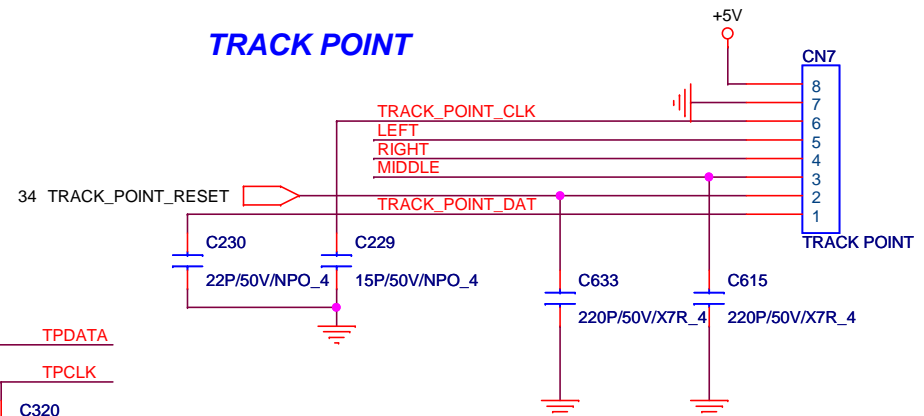 +5V
TRACK POINT
CN7
8
7
TRACK_POINT_CLK
6
LEFT
5
RIGHT
4
MIDDLE
3
34 TRACK_POINT_RESET
2
TRACK_POINT_DAT
1
TRACK POINT
C230
C229
22P/50V/NPO_4
15P/50V/NPO_4
C633
C615
220P/50V/X7R_4
220P/50V/X7R_4
TPDATA
TPCLK
C320